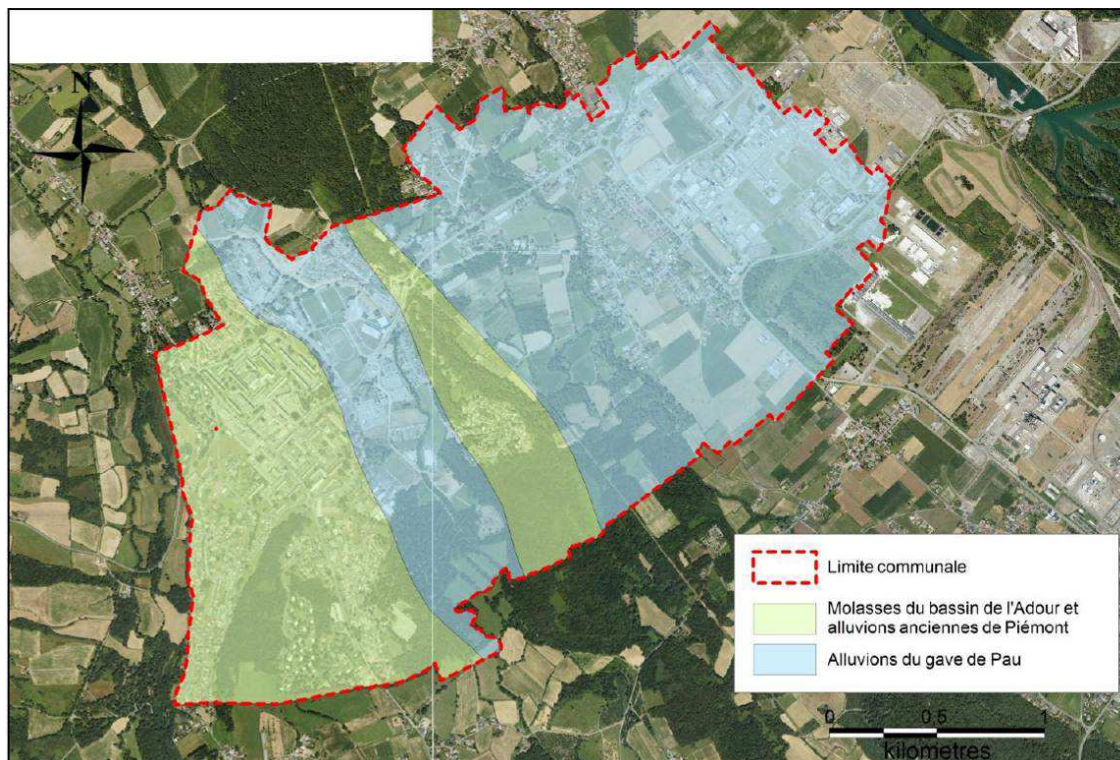 N
Limite communale
Molasses du bassin de l'Adour et
alluvions anciennes de Piémont
Alluvions du gave de Pau
0 0.5 1
kilometres